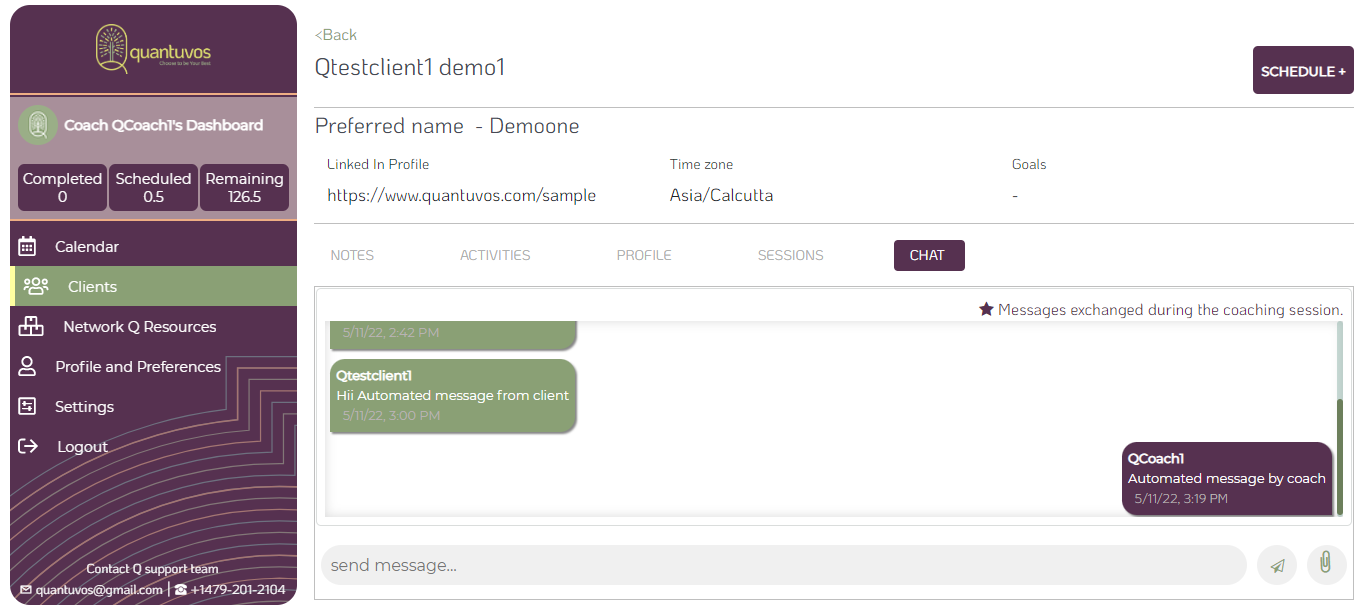 quantuvos
Choose to be Your Best
Coach QCoach1's Dashboard
Completed
0
Scheduled
0.5
Remaining
126.5
Calendar
Clients
Network Q Resources
Profile and Preferences
Settings
Logout
Contact Q support team
quantuvos@gmail.com | +1479-201-2104
<Back
Qtestclient1 demo1
SCHEDULE +
Preferred name - Demoone
Linked In Profile
https://www.quantuvos.com/sample
Time zone
Asia/Calcutta
Goals
-
NOTES
ACTIVITIES
PROFILE
SESSIONS
CHAT
Messages exchanged during the coaching session.
5/11/22, 2:42 PM
Qtestclient1
Hii Automated message from client
5/11/22, 3:00 PM
QCoach1
Automated message by coach
5/11/22, 3:19 PM
send message...